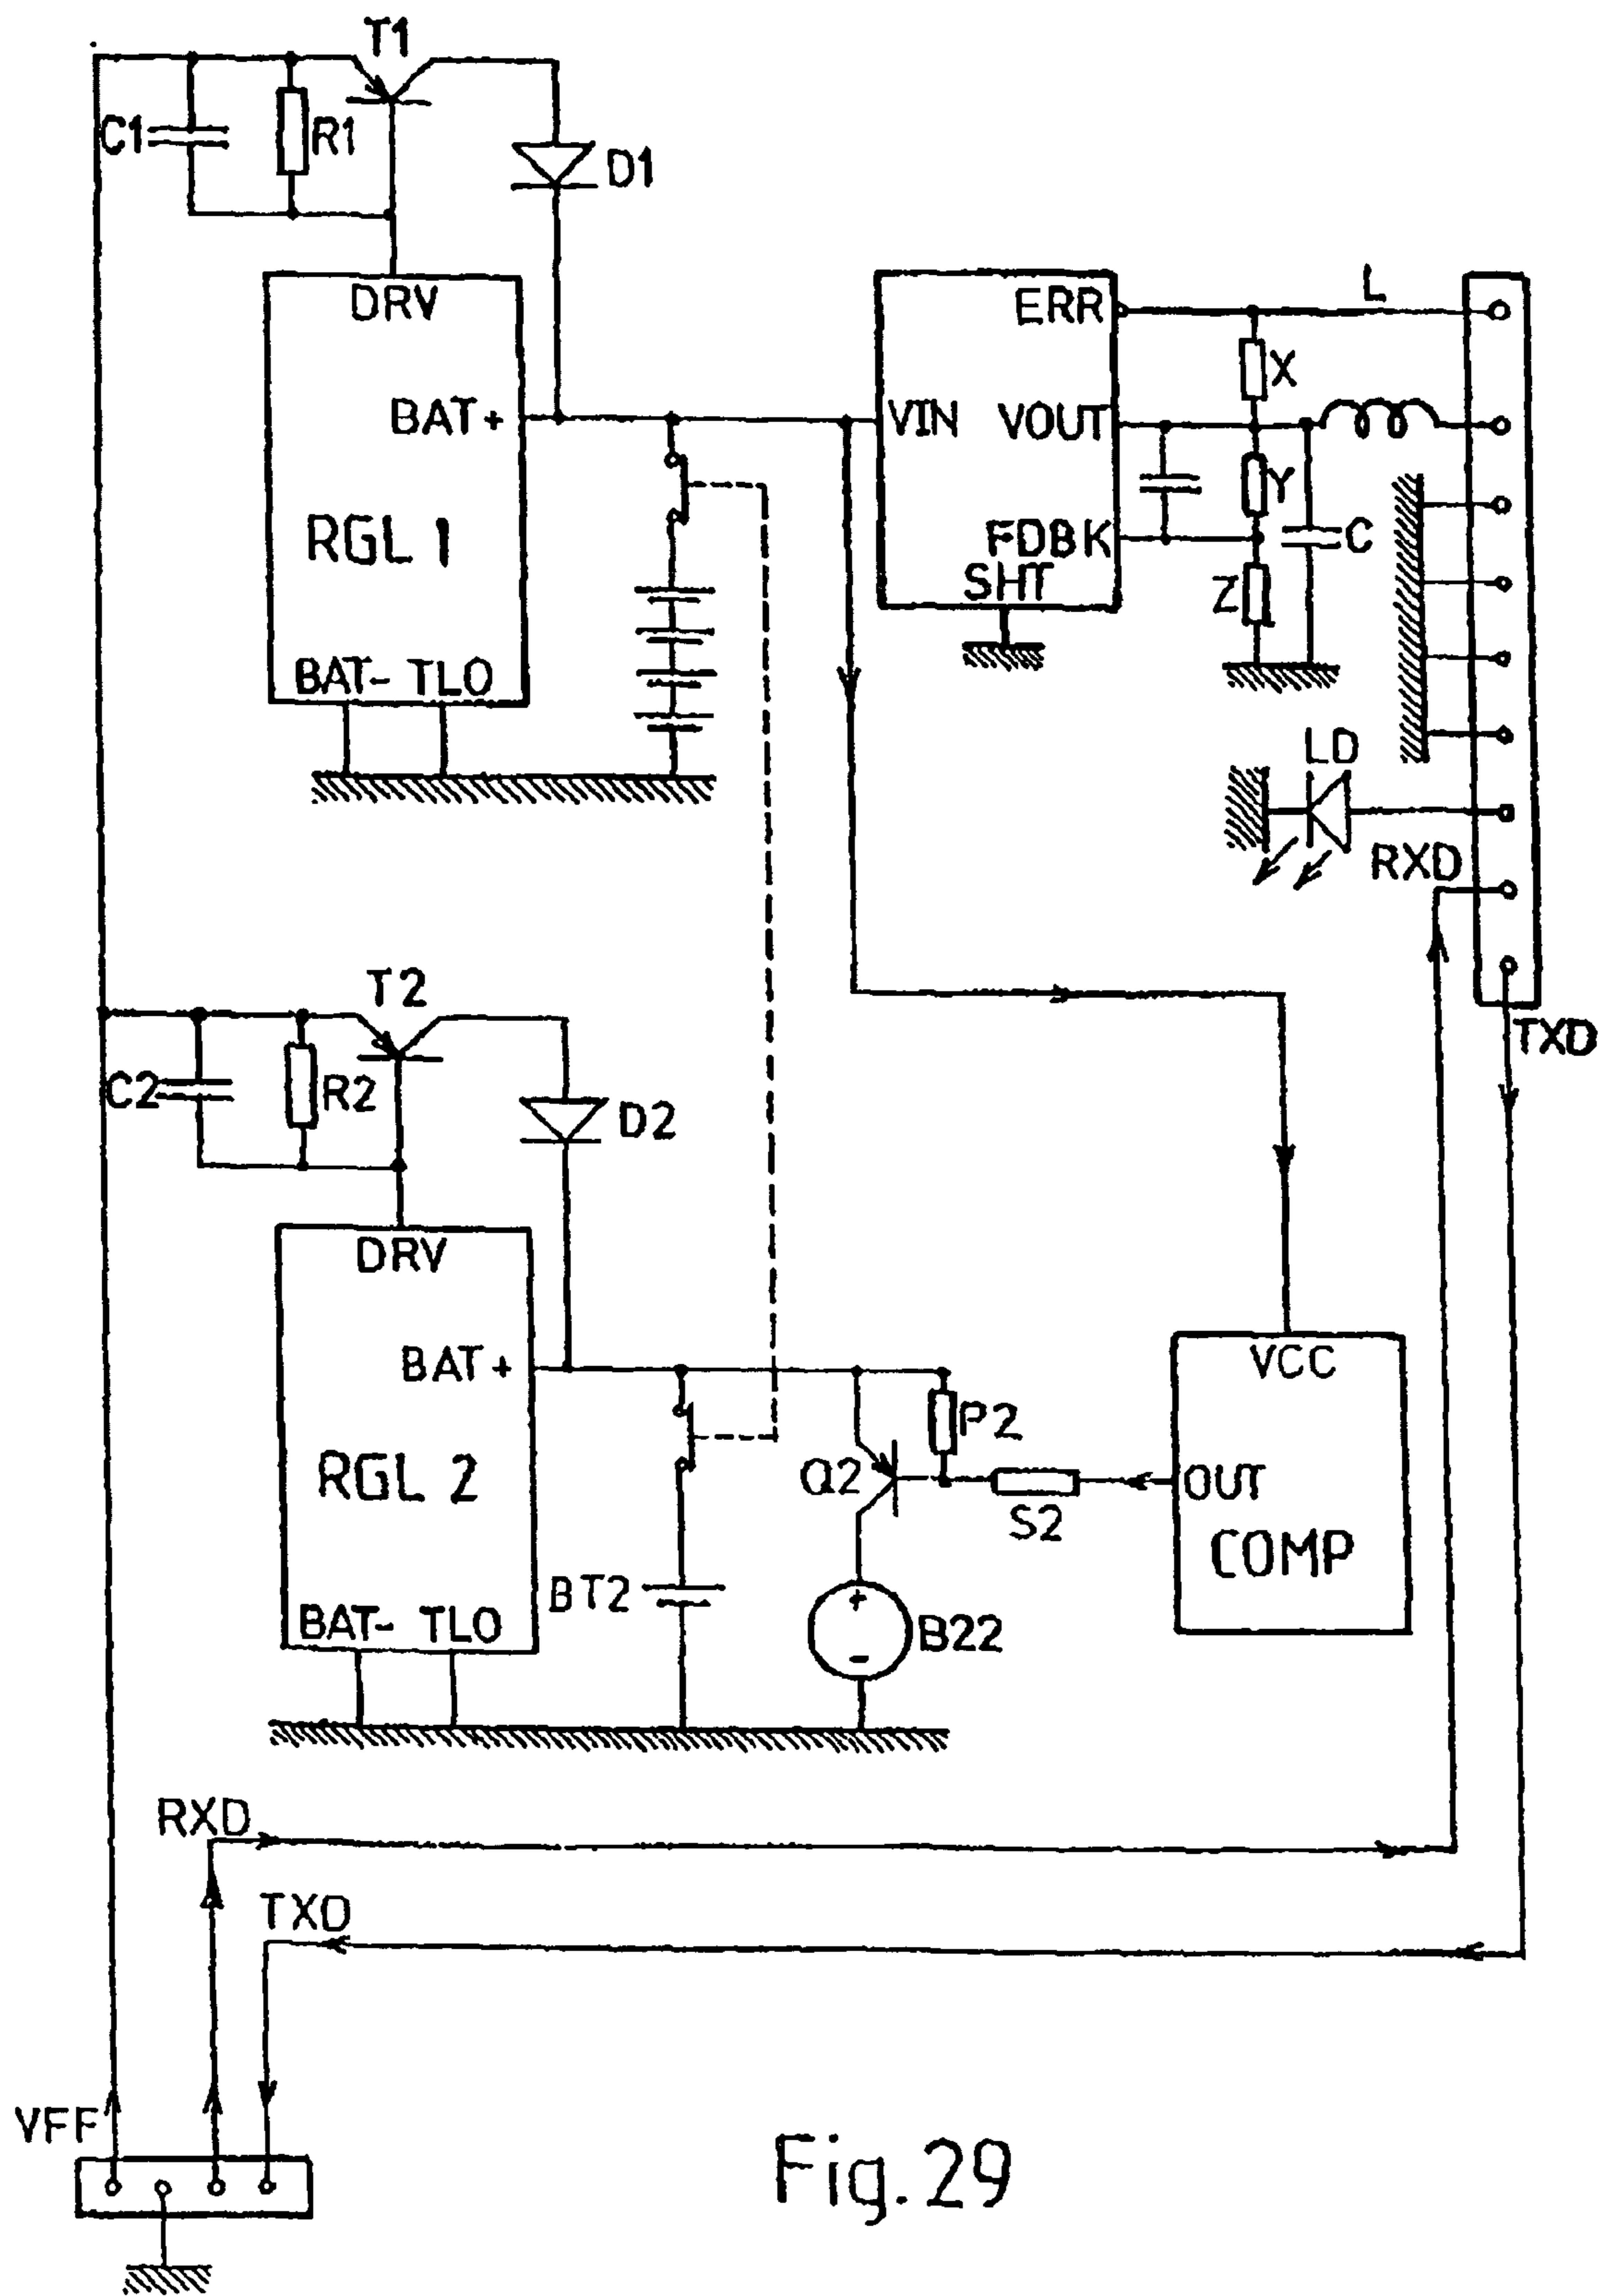 T1
C1
R1
D1
DRV
BAT+
RGL 1
BAT- TLO
ERR
L
X
VIN
VOUT
Y
FDBK
C
SHT
Z
LD
RXD
TXD
T2
C2
R2
D2
DRV
BAT+
RGL 2
BAT- TLO
BT2
Q2
P2
S2
+
-
B22
VCC
OUT
COMP
RXD
TXD
VFF
Fig. 29